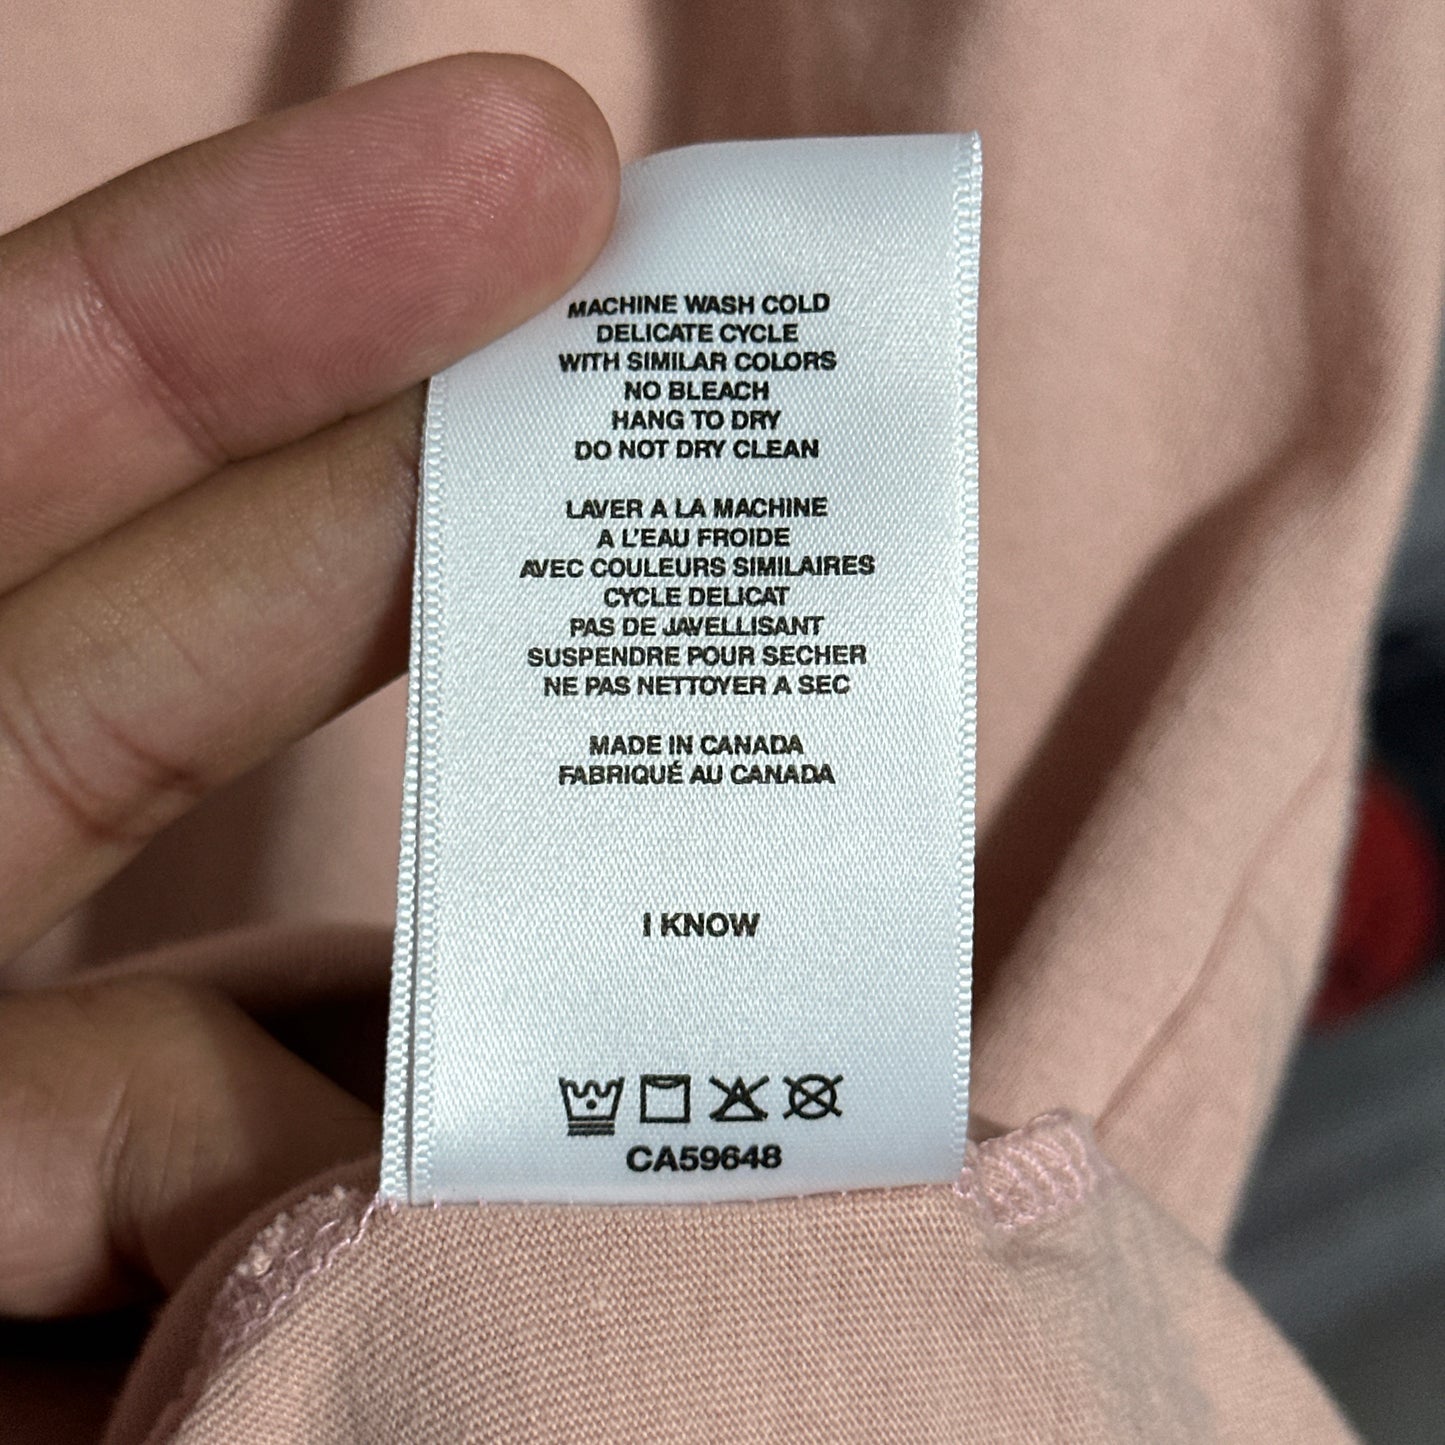 MACHINE WASH COLD
DELICATE CYCLE
WITH SIMILAR COLORS
NO BLEACH
HANG TO DRY
DO NOT DRY CLEAN
LAVER A LA MACHINE
A L'EAU FROIDE
AVEC COULEURS SIMILAIRES
CYCLE DELICAT
PAS DE JAVELLISANT
SUSPENDRE POUR SECHER
NE PAS NETTOYER A SEC
MADE IN CANADA
FABRIQUÉ AU CANADA
I KNOW
CA59648